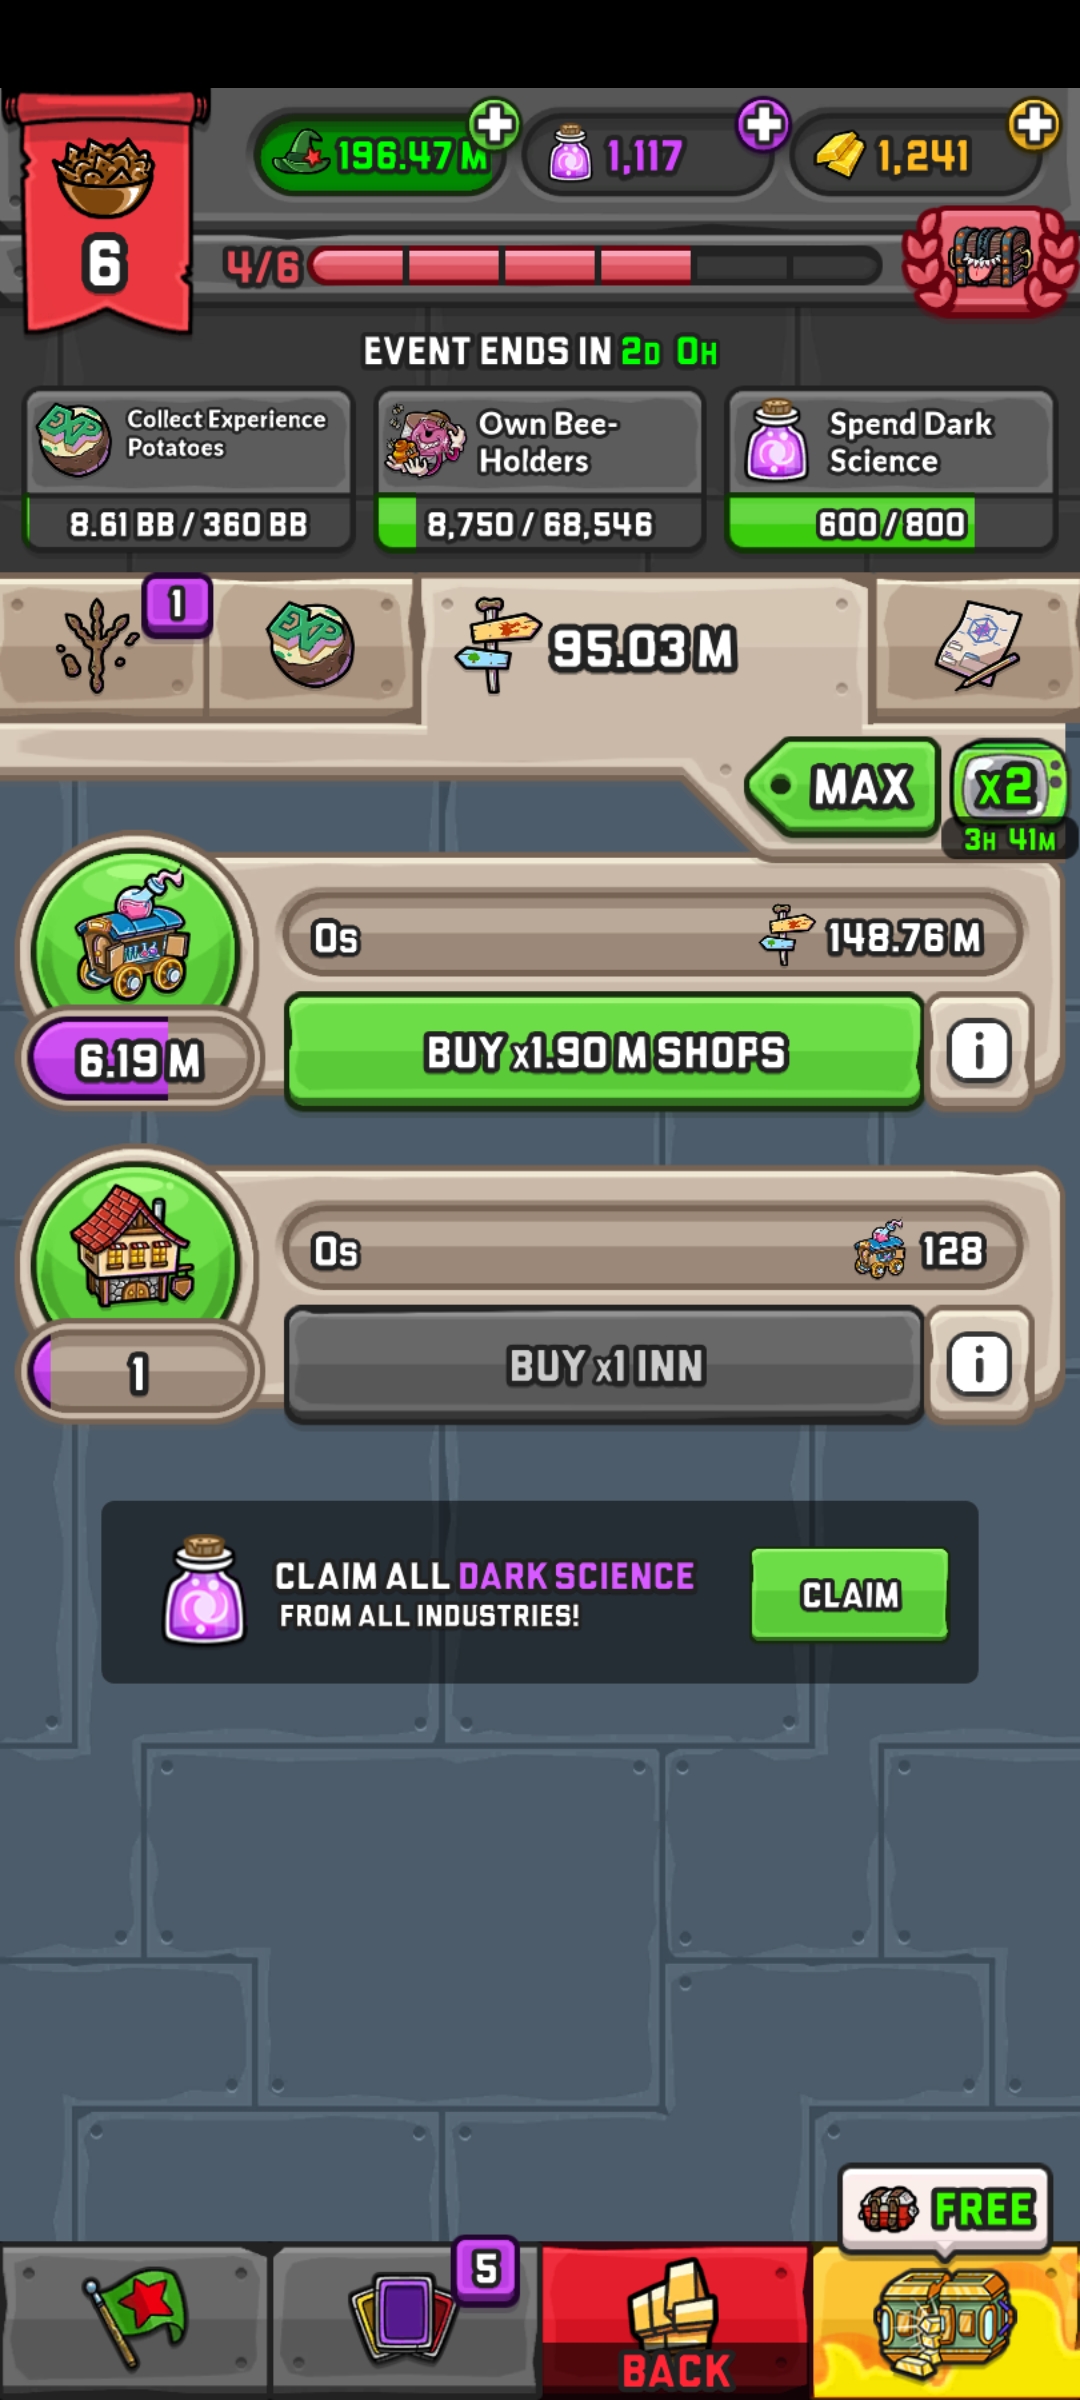 196.47 M
1,117
1,241
6
4/6
EVENT ENDS IN 2D 0H
Collect Experience
Potatoes
8.61 BB / 360 BB
Own Bee-
Holders
8,750 / 68,546
Spend Dark
Science
600 / 800
1
EXP
95.03 M
MAX
x2
3H 41M
0s
148.76 M
6.19 M
BUY x1.90 M SHOPS
i
0s
128
1
BUY x1 INN
i
CLAIM ALL DARK SCIENCE
FROM ALL INDUSTRIES!
CLAIM
FREE
5
BACK